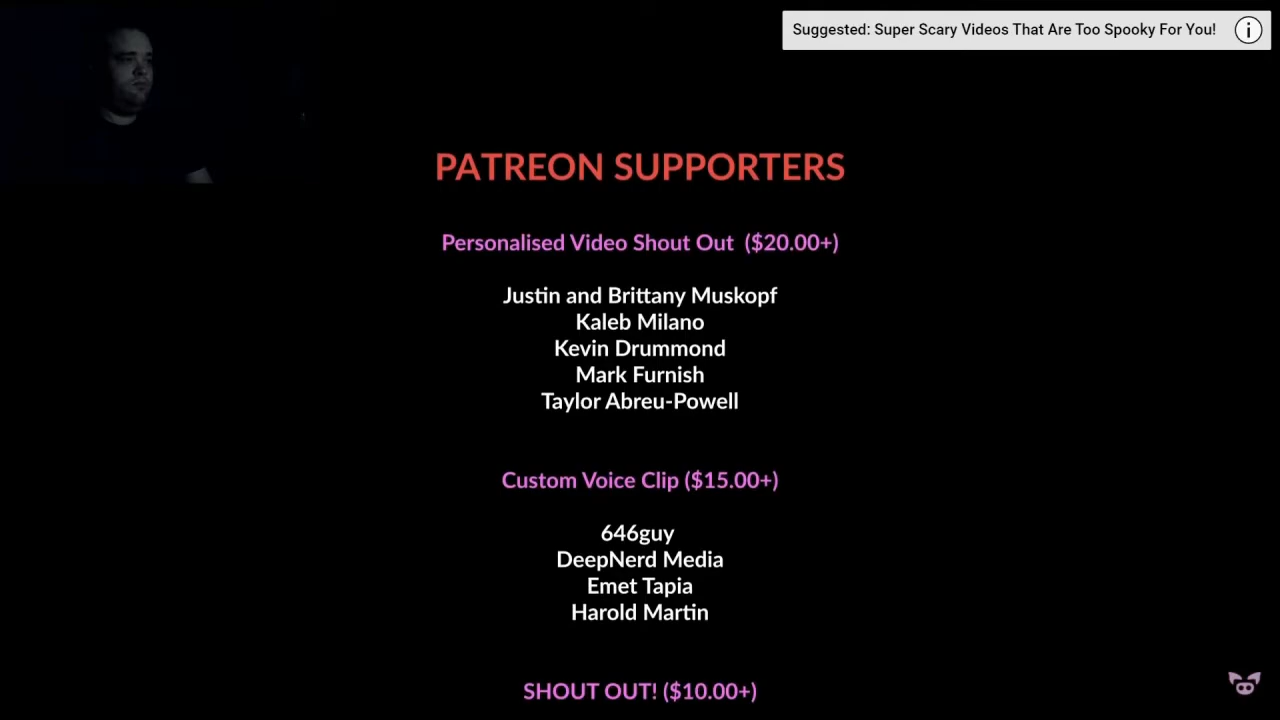 Suggested: Super Scary Videos That Are Too Spooky For You!
PATREON SUPPORTERS
Personalised Video Shout Out ($20.00+)
Justin and Brittany Muskopf
Kaleb Milano
Kevin Drummond
Mark Furnish
Taylor Abreu-Powell
Custom Voice Clip ($15.00+)
646guy
DeepNerd Media
Emet Tapia
Harold Martin
SHOUT OUT! ($10.00+)